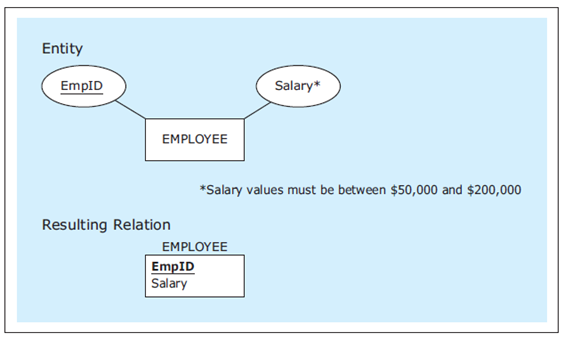 Entity
EmpID
Salary*
EMPLOYEE
*Salary values must be between $50,000 and $200,000
Resulting Relation
EMPLOYEE
EmpID
Salary